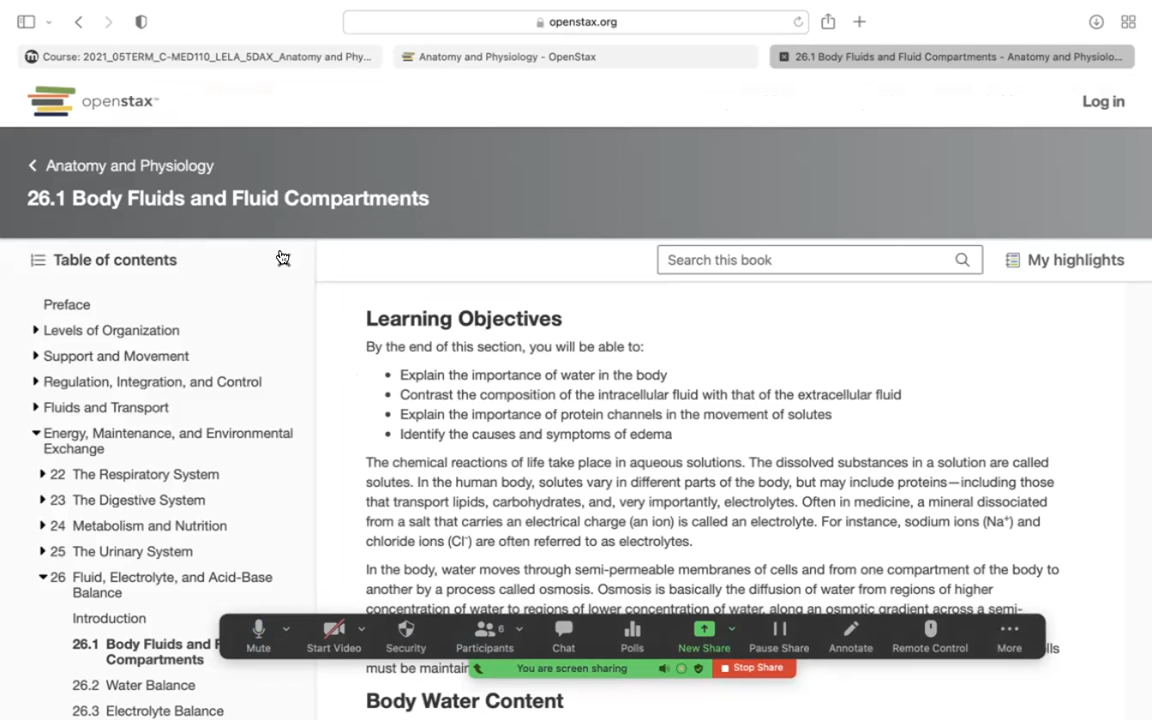 openstax.org
Course: 2021_05TERM_C-MED110_LELA_5DAX_Anatomy and Phy...
Anatomy and Physiology - OpenStax
26.1 Body Fluids and Fluid Compartments - Anatomy and Physiolo...
openstax™
Log in
Anatomy and Physiology
26.1 Body Fluids and Fluid Compartments
Table of contents
Search this book
My highlights
Preface
Levels of Organization
Support and Movement
Regulation, Integration, and Control
Fluids and Transport
Energy, Maintenance, and Environmental
Exchange
22 The Respiratory System
23 The Digestive System
24 Metabolism and Nutrition
25 The Urinary System
26 Fluid, Electrolyte, and Acid-Base
Balance
Introduction
26.1 Body Fluids and F
Compartments
26.2 Water Balance
26.3 Electrolyte Balance
Learning Objectives
By the end of this section, you will be able to:
• Explain the importance of water in the body
• Contrast the composition of the intracellular fluid with that of the extracellular fluid
• Explain the importance of protein channels in the movement of solutes
• Identify the causes and symptoms of edema
The chemical reactions of life take place in aqueous solutions. The dissolved substances in a solution are called
solutes. In the human body, solutes vary in different parts of the body, but may include proteins—including those
that transport lipids, carbohydrates, and, very importantly, electrolytes. Often in medicine, a mineral dissociated
from a salt that carries an electrical charge (an ion) is called an electrolyte. For instance, sodium ions (Na⁺) and
chloride ions (Cl⁻) are often referred to as electrolytes.
In the body, water moves through semi-permeable membranes of cells and from one compartment of the body to
another by a process called osmosis. Osmosis is basically the diffusion of water from regions of higher
concentration of water to regions of lower concentration of water, along an osmotic gradient across a semi-
lls
must be maintain
Body Water Content
Mute
Start Video
Security
6
Participants
Chat
Polls
New Share
Pause Share
Annotate
Remote Control
More
You are screen sharing
Stop Share